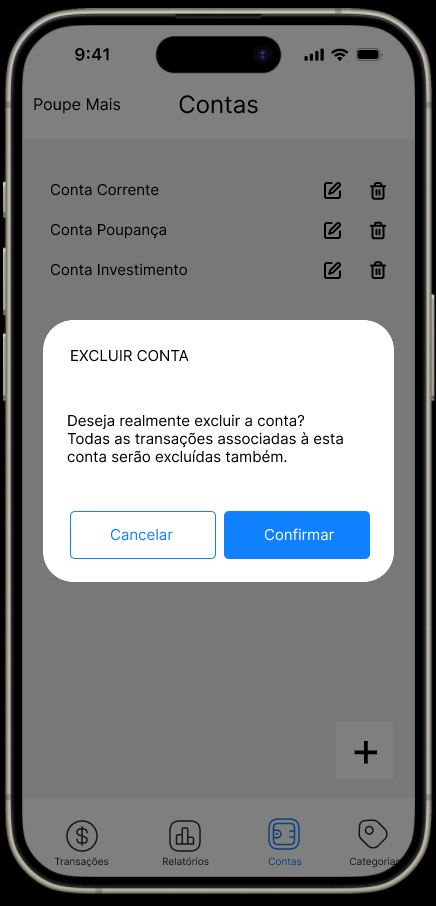 9:41
Poupe Mais
Contas
Conta Corrente
Conta Poupança
Conta Investimento
EXCLUIR CONTA
Deseja realmente excluir a conta?
Todas as transações associadas à esta
conta serão excluídas também.
Cancelar
Confirmar
Transações
Relatórios
Contas
Categorias